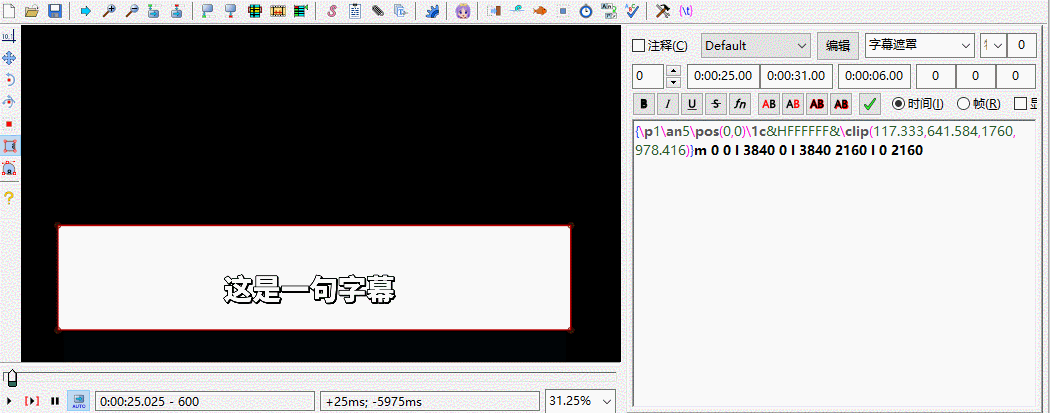 {\t}
注释(C)
Default
编辑
字幕遮罩
0
0
0:00:25.00
0:00:31.00
0:00:06.00
0
0
0
B
I
U
S
fn
AB
AB
AB
AB
时间(I)
帧(R)
{\p1\an5\pos(0,0)\1c&HFFFFFF&\clip(117.333,641.584,1760,
978.416)}m 0 0 l 3840 0 l 3840 2160 l 0 2160
这是一句字幕
AUTO
0:00:25.025 - 600
+25ms; -5975ms
31.25%